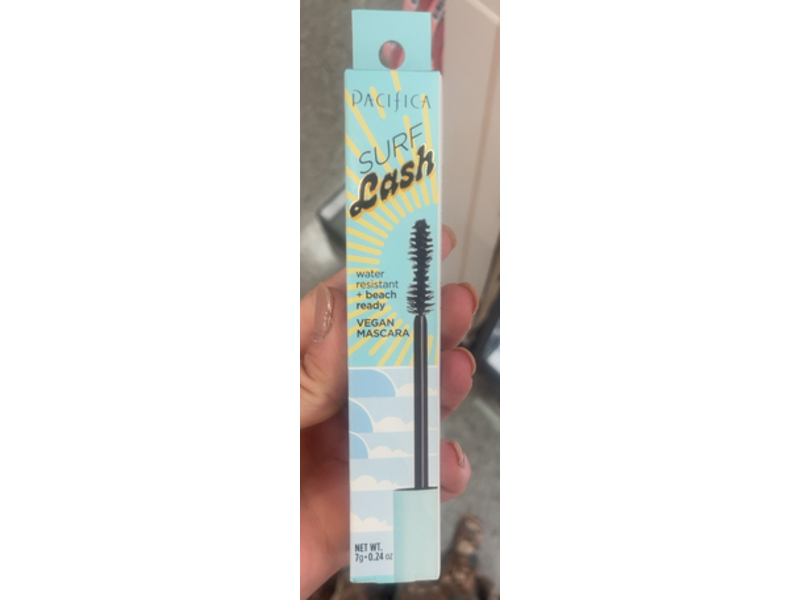 PACIFICA
SURF
Lash
water
resistant
+ beach
ready
VEGAN
MASCARA
NET WT.
7g • 0.24 oz